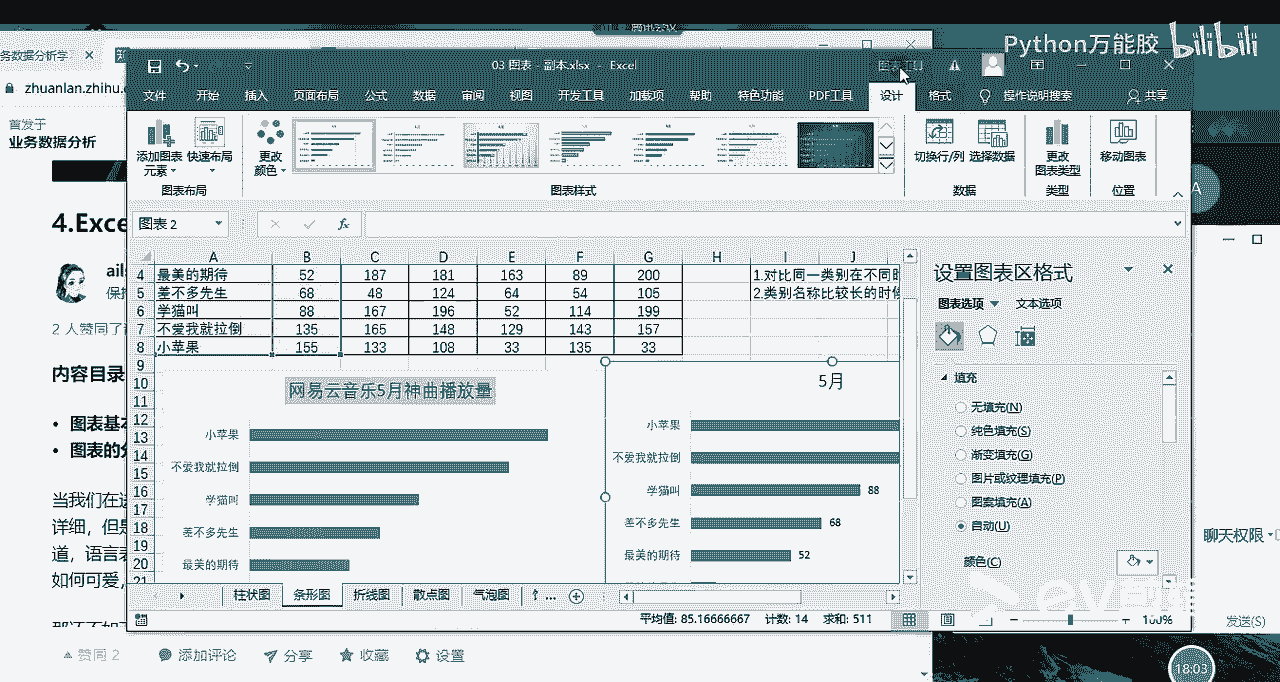 Python万能胶 bilibili
务数据分析学
03 图表 - 副本.xlsx - Excel
图表工具
zhuanlan.zhihu.
文件 开始 插入 页面布局 公式 数据 审阅 视图 开发工具 加载项 帮助 特色功能 PDF工具 设计 格式 操作说明搜索 共享
首发于
业务数据分析
添加图表元素 快速布局 更改颜色 切换行/列 选择数据 更改图表类型 移动图表
图表布局 图表样式 数据 类型 位置
图表 2
4.Exce
A B C D E F G H I J
4 最美的期待 52 187 181 163 89 200 1.对比同一类别在不同时
5 差不多先生 68 48 124 64 54 105 2.类别名称比较长的时候
6 学猫叫 88 167 196 52 114 199
7 不爱我就拉倒 135 165 148 129 143 157
8 小苹果 155 133 108 33 135 33
9
10
11
12
13
14
15
16
17
18
19
20
21
网易云音乐5月神曲播放量
小苹果
不爱我就拉倒
学猫叫
差不多先生
最美的期待
5月
小苹果
不爱我就拉倒
学猫叫 88
差不多先生 68
最美的期待 52
设置图表区格式
图表选项 文本选项
填充
无填充(N)
纯色填充(S)
渐变填充(G)
图片或纹理填充(P)
图案填充(A)
自动(U)
颜色(C)
ail
保持
2 人赞同了
内容目录
图表基本
图表的分
当我们在进
详细，但是
道，语言表
如何可爱，
柱状图 条形图 折线图 散点图 气泡图
平均值: 85.16666667 计数: 14 求和: 511 100%
赞同 2 添加评论 分享 收藏 设置
聊天权限
发送(S)
18:03
A